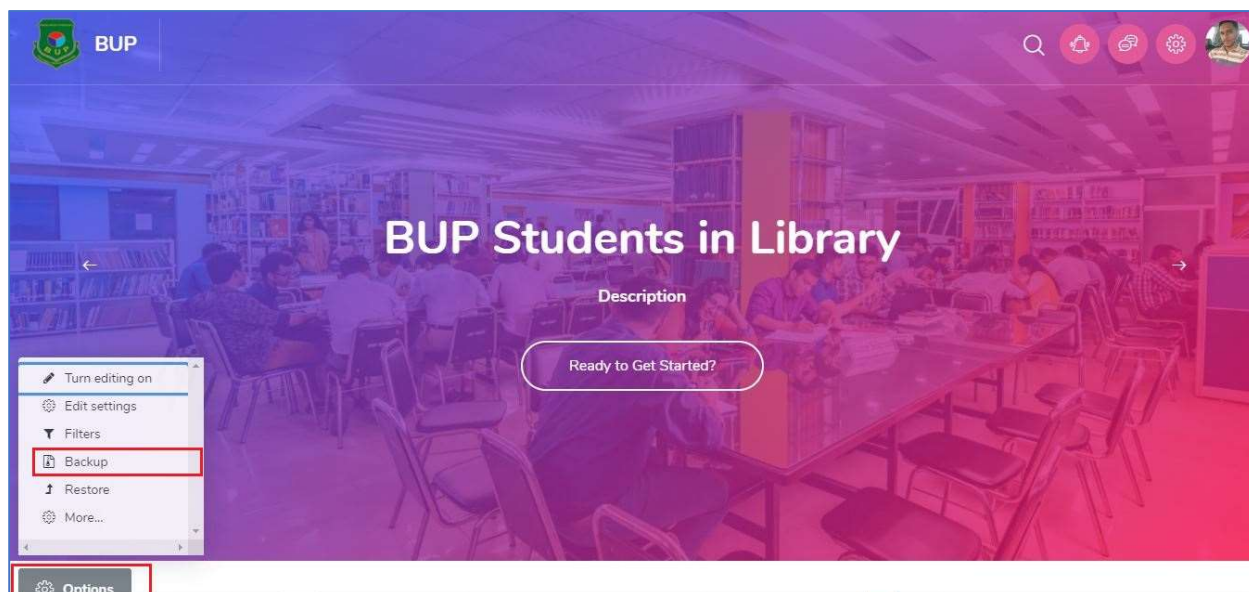 BUP
BUP Students in Library
Description
Ready to Get Started?
Turn editing on
Edit settings
Filters
Backup
Restore
More...
Options